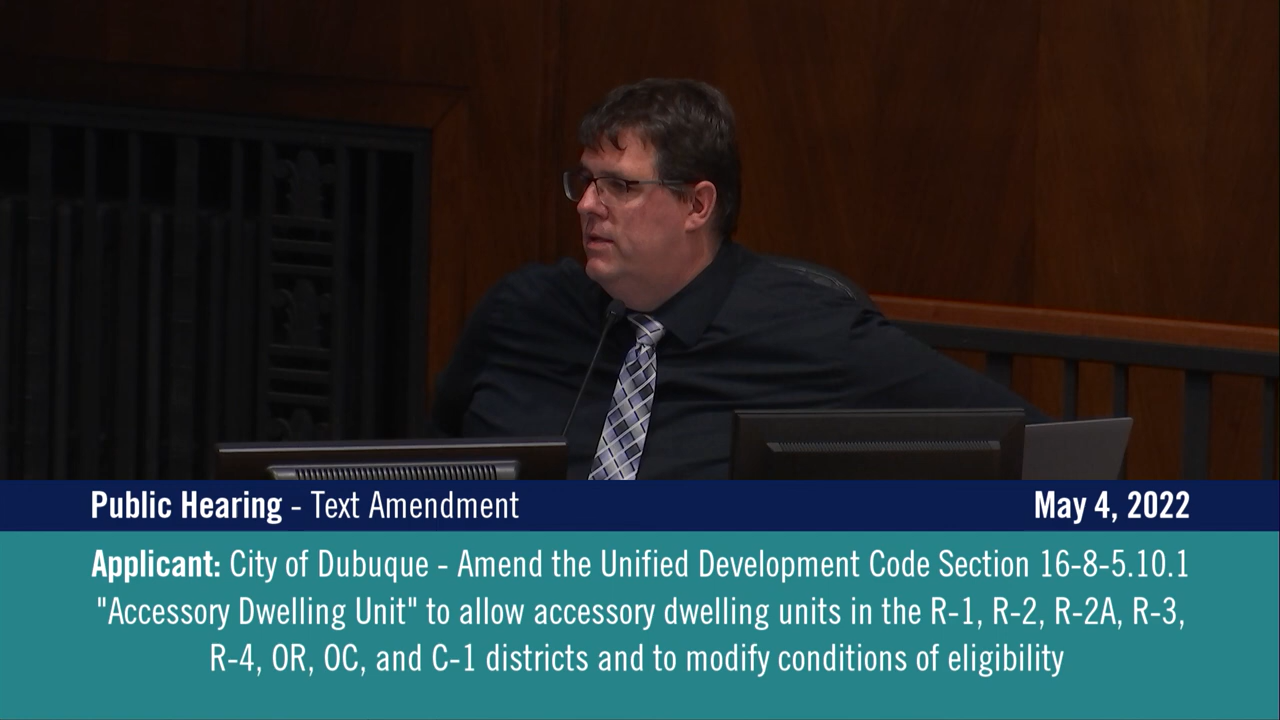 Public Hearing - Text Amendment May 4, 2022
Applicant: City of Dubuque - Amend the Unified Development Code Section 16-8-5.10.1
"Accessory Dwelling Unit" to allow accessory dwelling units in the R-1, R-2, R-2A, R-3,
R-4, OR, OC, and C-1 districts and to modify conditions of eligibility